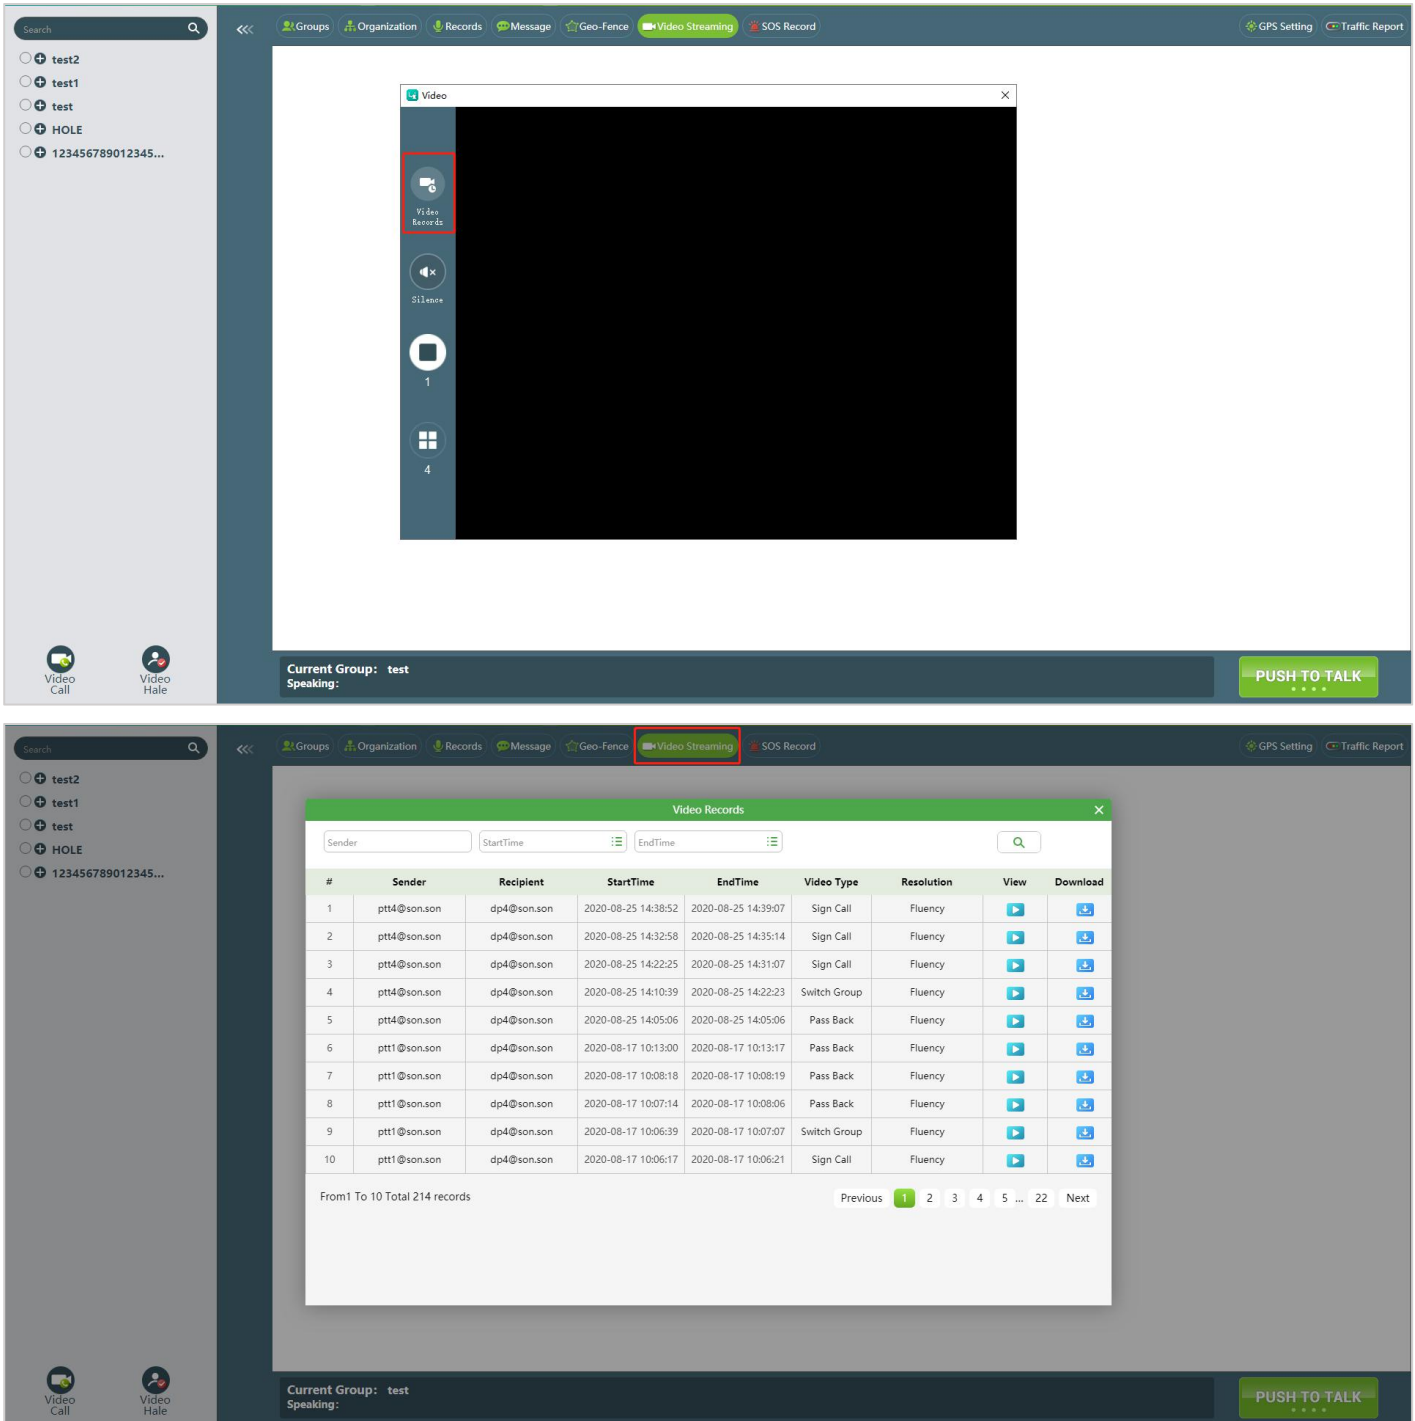 Search
Groups Organization Records Message Geo-Fence Video Streaming SOS Record GPS Setting Traffic Report
test2
test1
test
HOLE
123456789012345...
Video
Video
Records
Silence
1
4
Video
Call
Video
Hale
Current Group: test
Speaking:
PUSH TO TALK
Search
Groups Organization Records Message Geo-Fence Video Streaming SOS Record GPS Setting Traffic Report
test2
test1
test
HOLE
123456789012345...
Video Records
Sender StartTime EndTime
# Sender Recipient StartTime EndTime Video Type Resolution View Download
1 ptt4@son.son dp4@son.son 2020-08-25 14:38:52 2020-08-25 14:39:07 Sign Call Fluency
2 ptt4@son.son dp4@son.son 2020-08-25 14:32:58 2020-08-25 14:35:14 Sign Call Fluency
3 ptt4@son.son dp4@son.son 2020-08-25 14:22:25 2020-08-25 14:31:07 Sign Call Fluency
4 ptt4@son.son dp4@son.son 2020-08-25 14:10:39 2020-08-25 14:22:23 Switch Group Fluency
5 ptt4@son.son dp4@son.son 2020-08-25 14:05:06 2020-08-25 14:05:06 Pass Back Fluency
6 ptt1@son.son dp4@son.son 2020-08-17 10:13:00 2020-08-17 10:13:17 Pass Back Fluency
7 ptt1@son.son dp4@son.son 2020-08-17 10:08:18 2020-08-17 10:08:19 Pass Back Fluency
8 ptt1@son.son dp4@son.son 2020-08-17 10:07:14 2020-08-17 10:08:06 Pass Back Fluency
9 ptt1@son.son dp4@son.son 2020-08-17 10:06:39 2020-08-17 10:07:07 Switch Group Fluency
10 ptt1@son.son dp4@son.son 2020-08-17 10:06:17 2020-08-17 10:06:21 Sign Call Fluency
From1 To 10 Total 214 records Previous 1 2 3 4 5 ... 22 Next
Video
Call
Video
Hale
Current Group: test
Speaking:
PUSH TO TALK